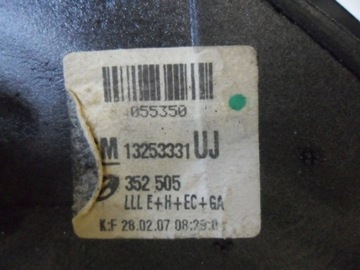 055350
M 13253331 UJ
352 505
LLL E+H+EC+GA
K:F 28.02.07 08:29:0